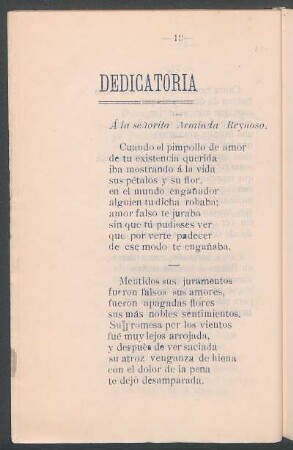 —19—
DEDICATORIA
Á la señorita Arminda Reynoso.
Cuando el pimpollo de amor
de tu existencia querida
iba mostrando á la vida
sus pétalos y su flor,
en el mundo engañador
alguien tu dicha robaba;
amor falso te juraba
sin que tú pudieses ver
que por verte padecer
de ese modo te engañaba.
Mentidos sus juramentos
fueron falsos sus amores,
fueron apagadas flores
sus más nobles sentimientos.
Su promesa por los vientos
fué muy lejos arrojada,
y después de ver saciada
su atroz venganza de hiena
con el dolor de la pena
te dejó desamparada.